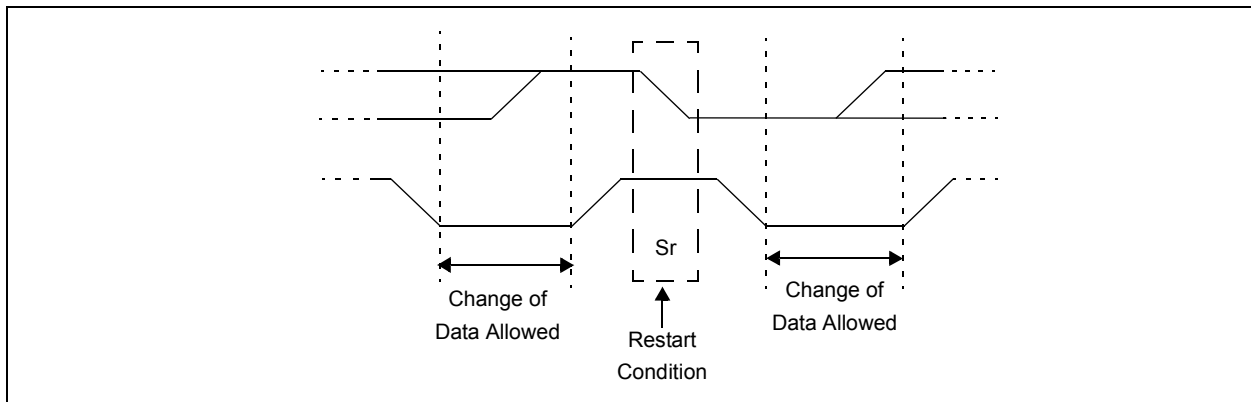 Sr
Change of
Data Allowed
Restart
Condition
Change of
Data Allowed